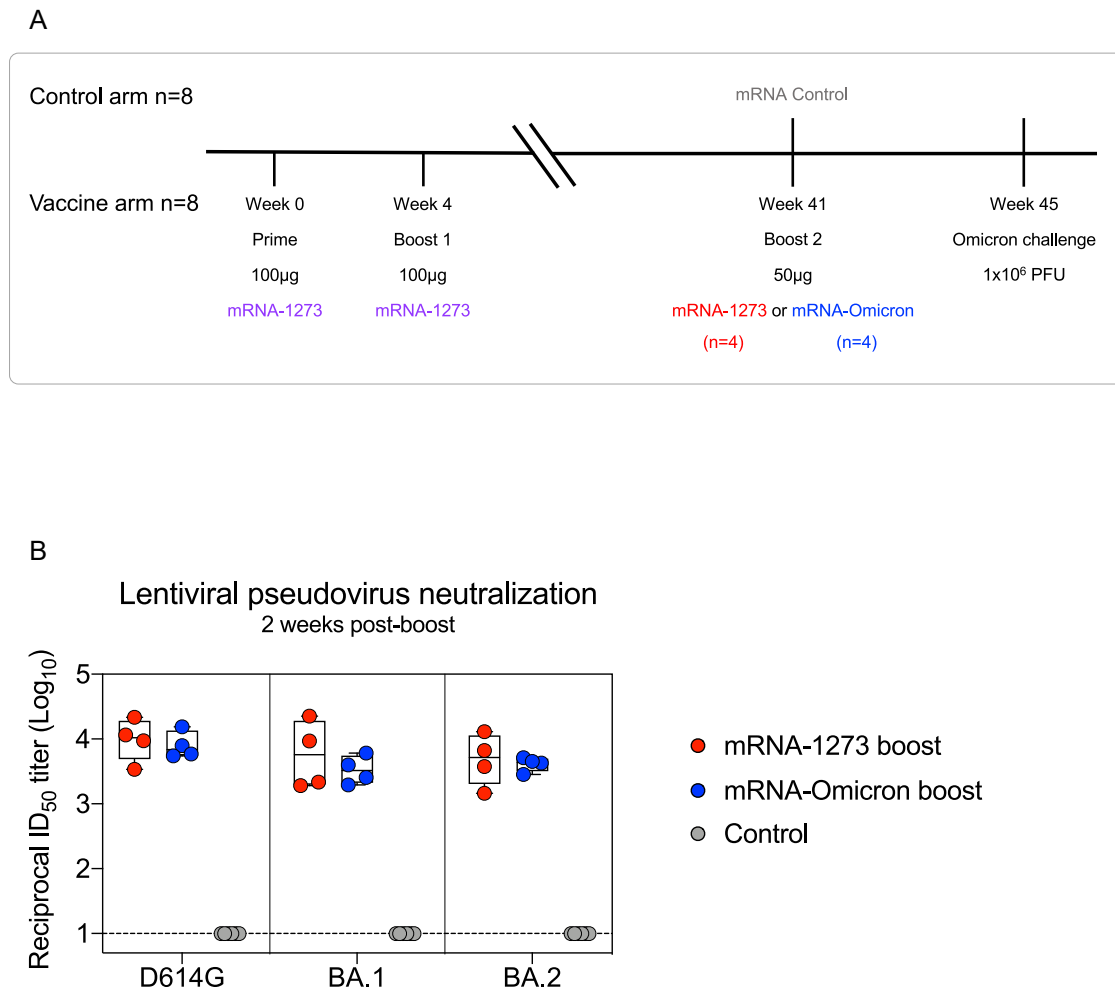 A
Control arm n=8
mRNA Control
Vaccine arm n=8
Week 0
Prime
100µg
mRNA-1273
Week 4
Boost 1
100µg
mRNA-1273
Week 41
Boost 2
50µg
mRNA-1273 or mRNA-Omicron
(n=4) (n=4)
Week 45
Omicron challenge
1x10⁶ PFU
B
Lentiviral pseudovirus neutralization
2 weeks post-boost
Reciprocal ID₅₀ titer (Log₁₀)
5
4
3
2
1
D614G BA.1 BA.2
mRNA-1273 boost
mRNA-Omicron boost
Control